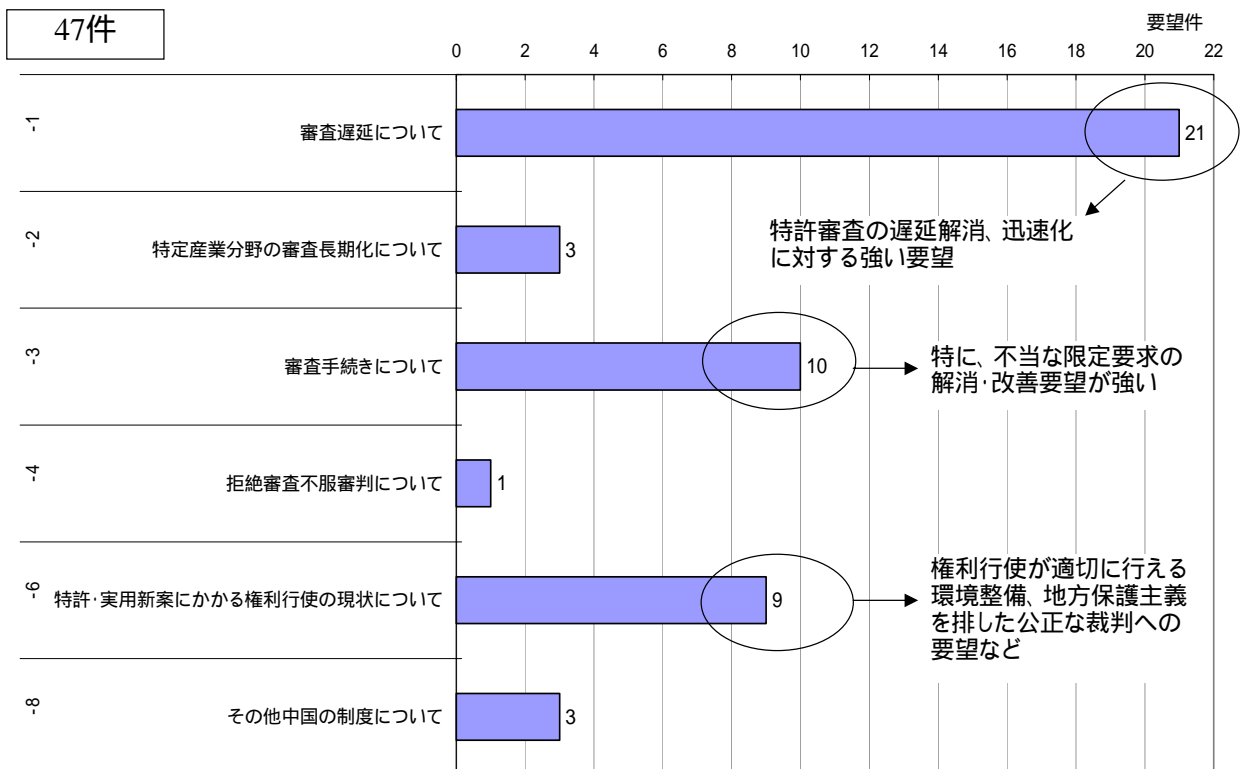 47件
要望件
0 2 4 6 8 10 12 14 16 18 20 22
-1
審査遅延について
21
特許審査の遅延解消、迅速化
に対する強い要望
-2
特定産業分野の審査長期化について
3
-3
審査手続きについて
10
特に、不当な限定要求の
解消・改善要望が強い
-4
拒絶審査不服審判について
1
-6
特許・実用新案にかかる権利行使の現状について
9
権利行使が適切に行える
環境整備、地方保護主義
を排した公正な裁判への
要望など
-8
その他中国の制度について
3